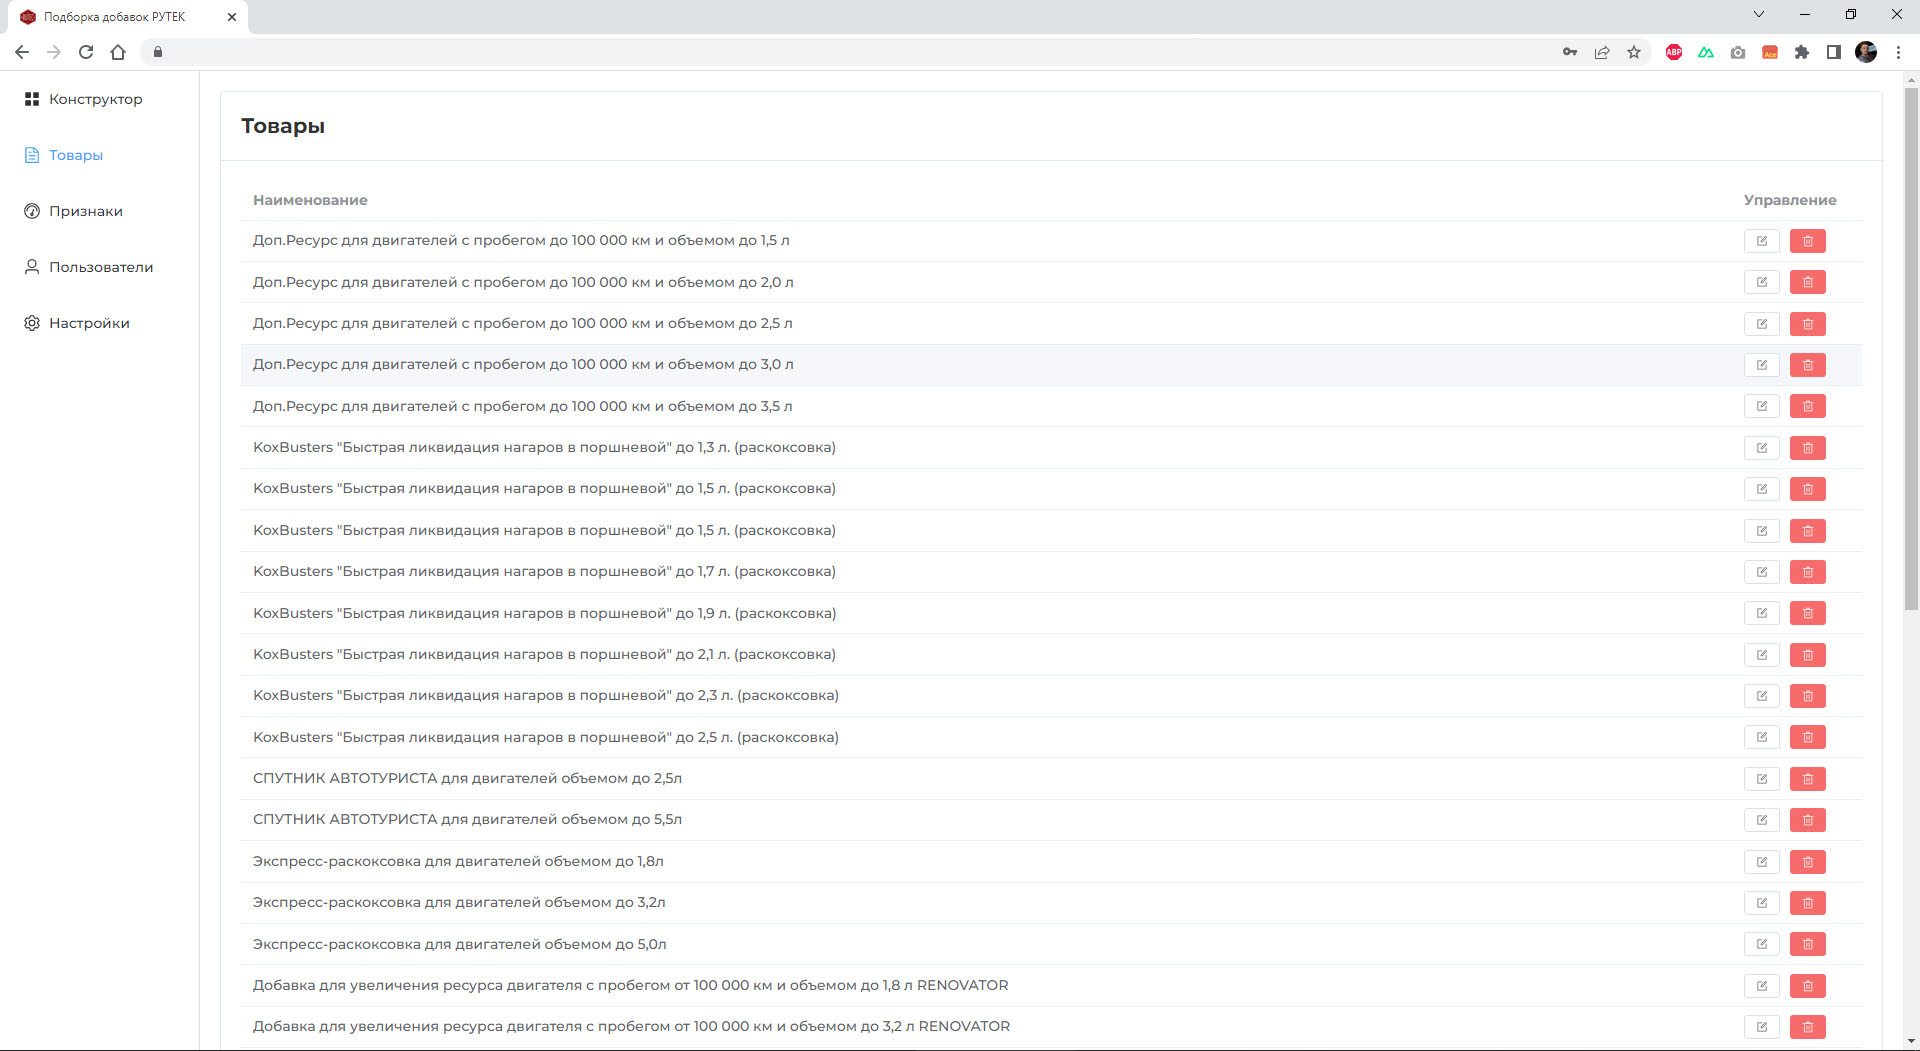 Подборка добавок РУТЕК
ABP
Ace
Конструктор
Товары
Признаки
Пользователи
Настройки
Товары
Наименование Управление
Доп.Ресурс для двигателей с пробегом до 100 000 км и объемом до 1,5 л
Доп.Ресурс для двигателей с пробегом до 100 000 км и объемом до 2,0 л
Доп.Ресурс для двигателей с пробегом до 100 000 км и объемом до 2,5 л
Доп.Ресурс для двигателей с пробегом до 100 000 км и объемом до 3,0 л
Доп.Ресурс для двигателей с пробегом до 100 000 км и объемом до 3,5 л
KoxBusters "Быстрая ликвидация нагаров в поршневой" до 1,3 л. (раскоксовка)
KoxBusters "Быстрая ликвидация нагаров в поршневой" до 1,5 л. (раскоксовка)
KoxBusters "Быстрая ликвидация нагаров в поршневой" до 1,5 л. (раскоксовка)
KoxBusters "Быстрая ликвидация нагаров в поршневой" до 1,7 л. (раскоксовка)
KoxBusters "Быстрая ликвидация нагаров в поршневой" до 1,9 л. (раскоксовка)
KoxBusters "Быстрая ликвидация нагаров в поршневой" до 2,1 л. (раскоксовка)
KoxBusters "Быстрая ликвидация нагаров в поршневой" до 2,3 л. (раскоксовка)
KoxBusters "Быстрая ликвидация нагаров в поршневой" до 2,5 л. (раскоксовка)
СПУТНИК АВТОТУРИСТА для двигателей объемом до 2,5л
СПУТНИК АВТОТУРИСТА для двигателей объемом до 5,5л
Экспресс-раскоксовка для двигателей объемом до 1,8л
Экспресс-раскоксовка для двигателей объемом до 3,2л
Экспресс-раскоксовка для двигателей объемом до 5,0л
Добавка для увеличения ресурса двигателя с пробегом от 100 000 км и объемом до 1,8 л RENOVATOR
Добавка для увеличения ресурса двигателя с пробегом от 100 000 км и объемом до 3,2 л RENOVATOR